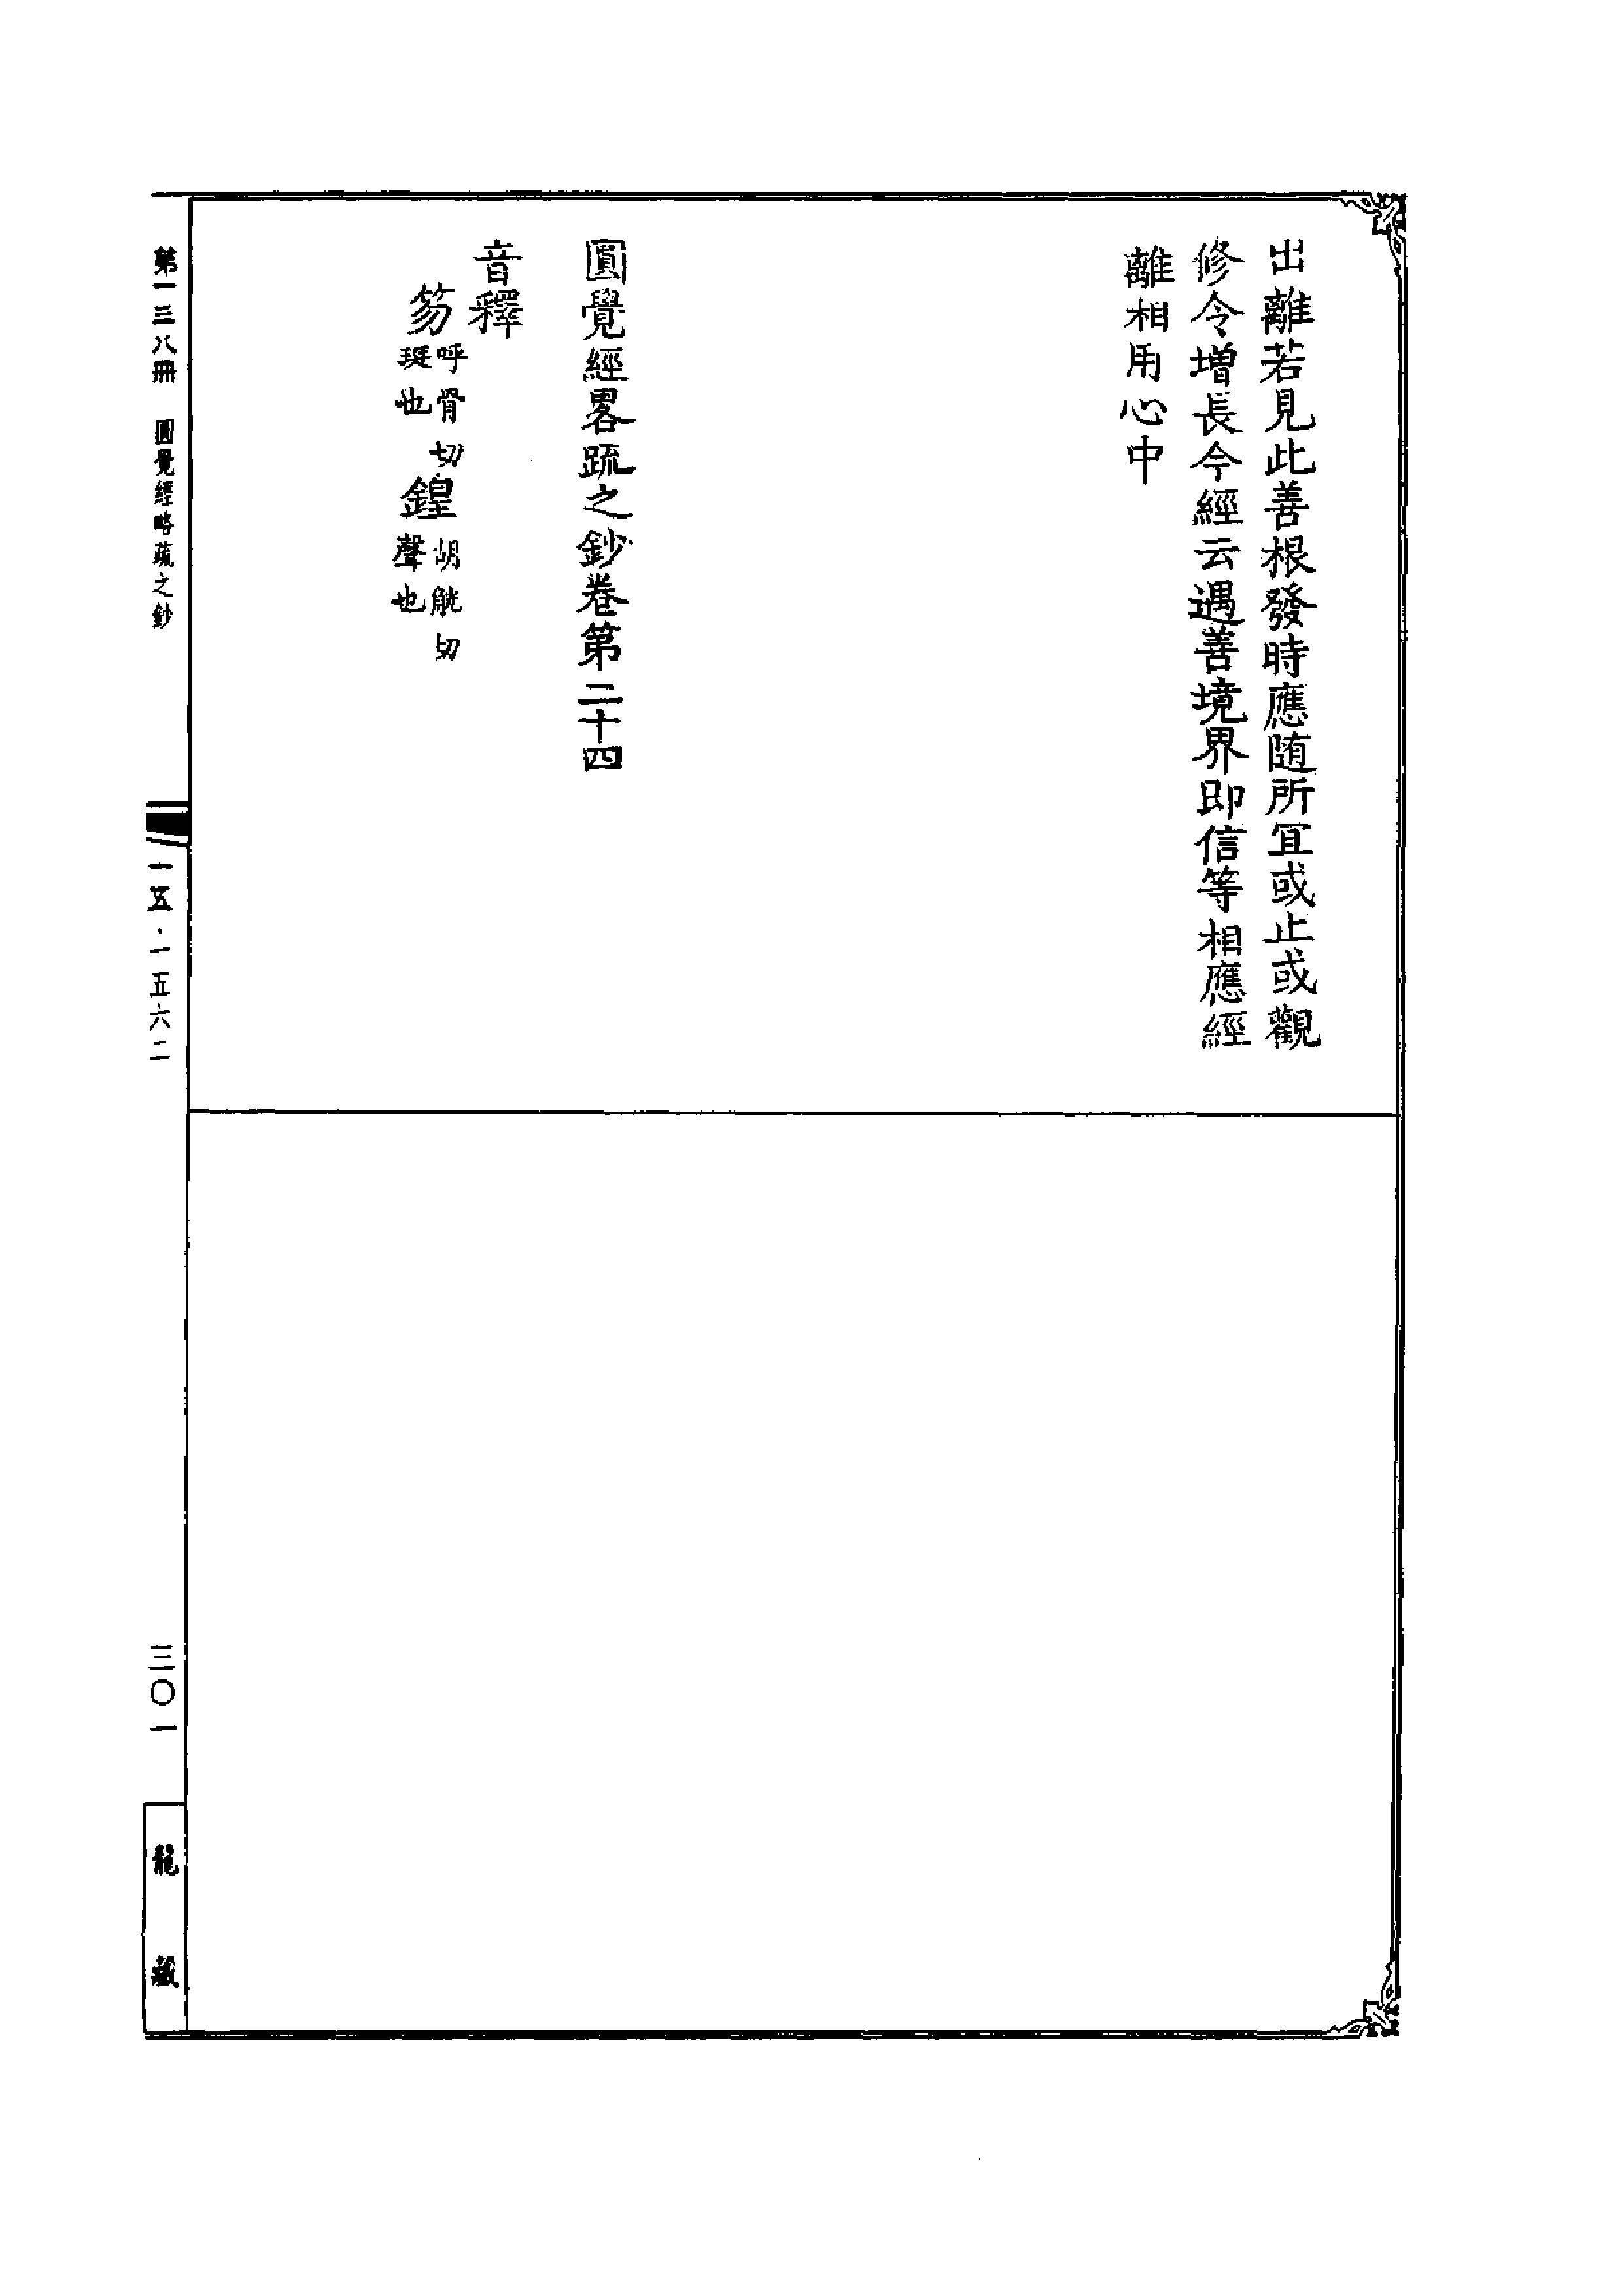 出離若見此善根發時應随所冝或止或觀
修令增長今經云遇善境界即信等相應經
離相用心中
圓覺經畧䟽之鈔卷第二十四
音釋
笏呼骨切珽也 鍠胡觥切聲也
第一三八冊 圓覺經略疏之鈔
一五·一五六二
三〇一
龍藏